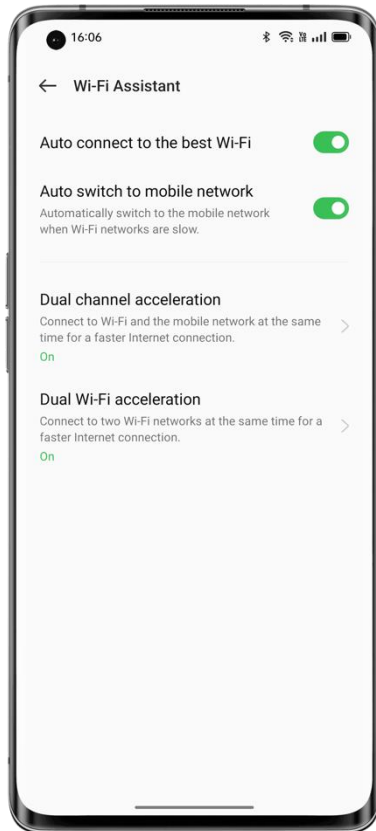 16:06
Wi-Fi Assistant
Auto connect to the best Wi-Fi
Auto switch to mobile network
Automatically switch to the mobile network
when Wi-Fi networks are slow.
Dual channel acceleration
Connect to Wi-Fi and the mobile network at the same
time for a faster Internet connection.
On
Dual Wi-Fi acceleration
Connect to two Wi-Fi networks at the same time for a
faster Internet connection.
On